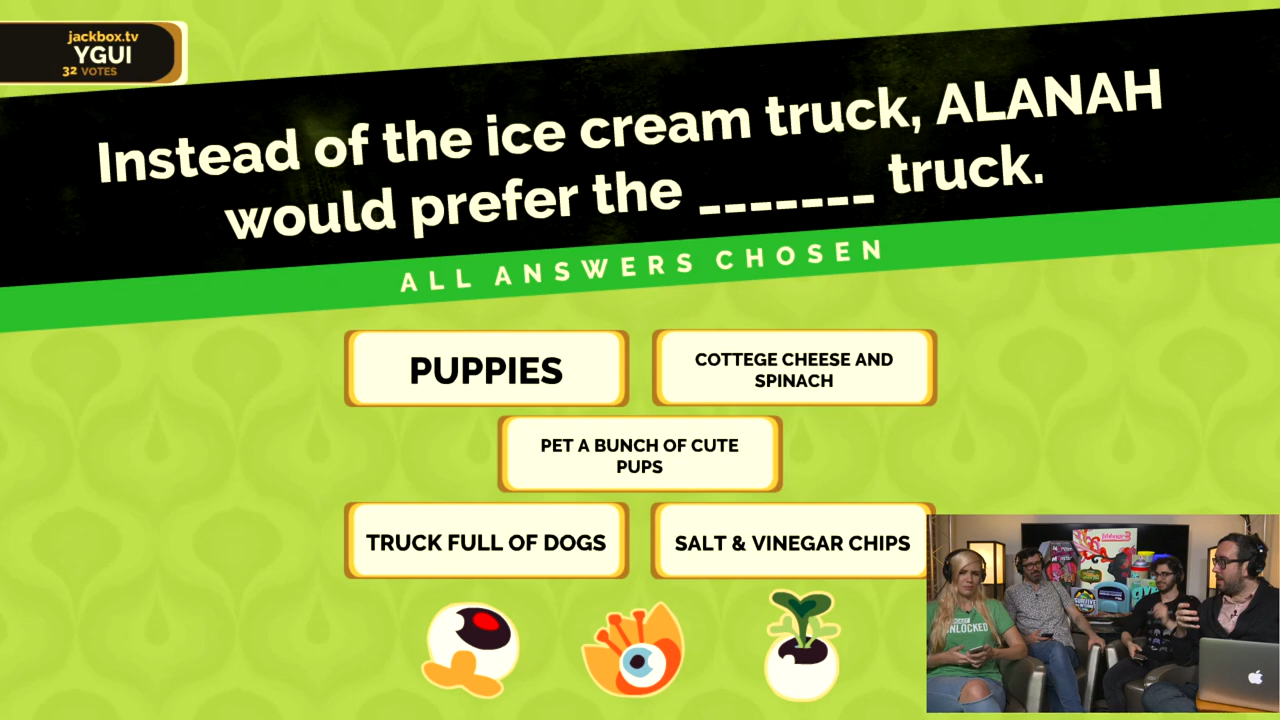 jackbox.tv
YGUI
32 VOTES
Instead of the ice cream truck, ALANAH
would prefer the _______ truck.
ALL ANSWERS CHOSEN
PUPPIES
COTTEGE CHEESE AND
SPINACH
PET A BUNCH OF CUTE
PUPS
TRUCK FULL OF DOGS
SALT & VINEGAR CHIPS
UNLOCKED